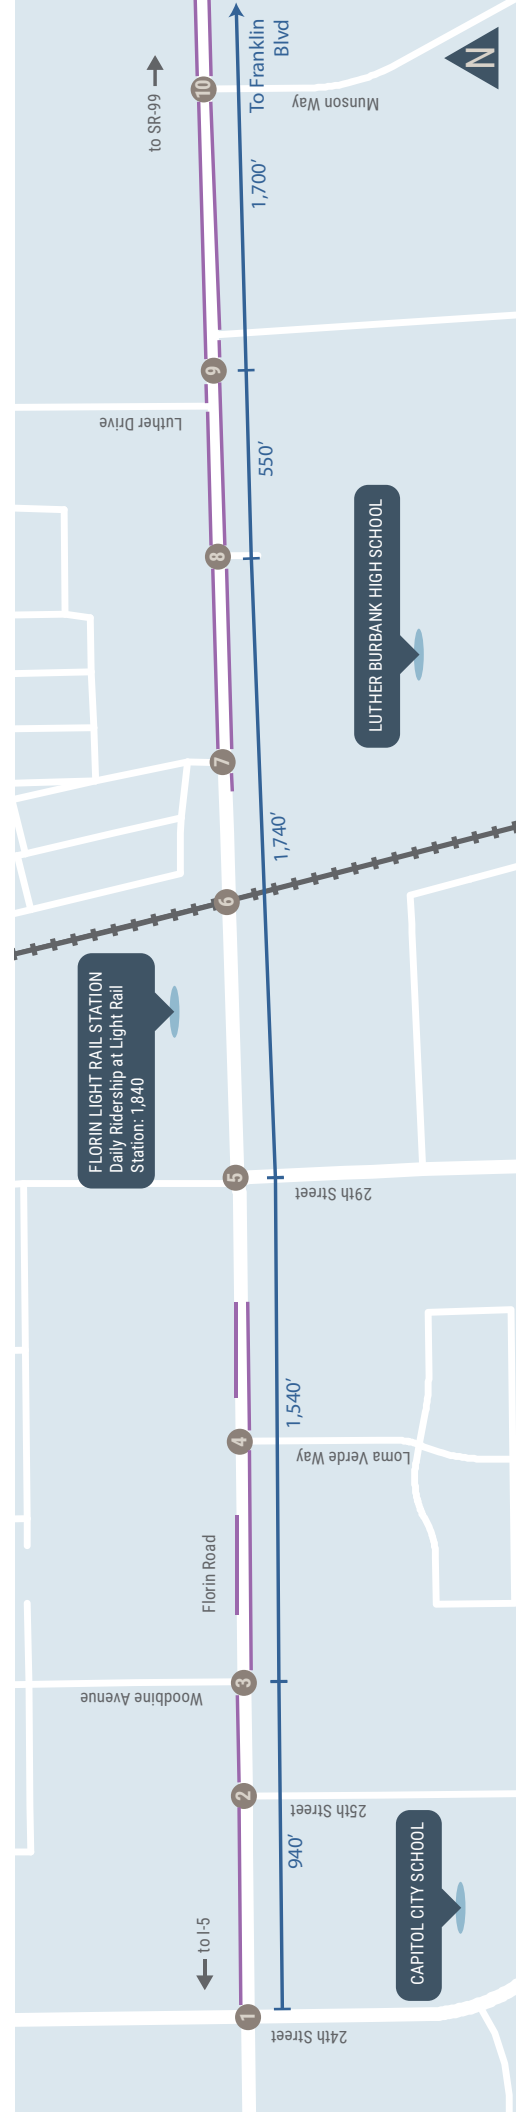 to SR-99
10
To Franklin
Blvd
Munson Way
N
1,700’
9
Luther Drive
550’
8
LUTHER BURBANK HIGH SCHOOL
7
1,740’
6
FLORIN LIGHT RAIL STATION
Daily Ridership at Light Rail
Station: 1,840
5
29th Street
1,540’
4
Loma Verde Way
Florin Road
3
Woodbine Avenue
2
25th Street
940’
CAPITOL CITY SCHOOL
to I-5
1
24th Street